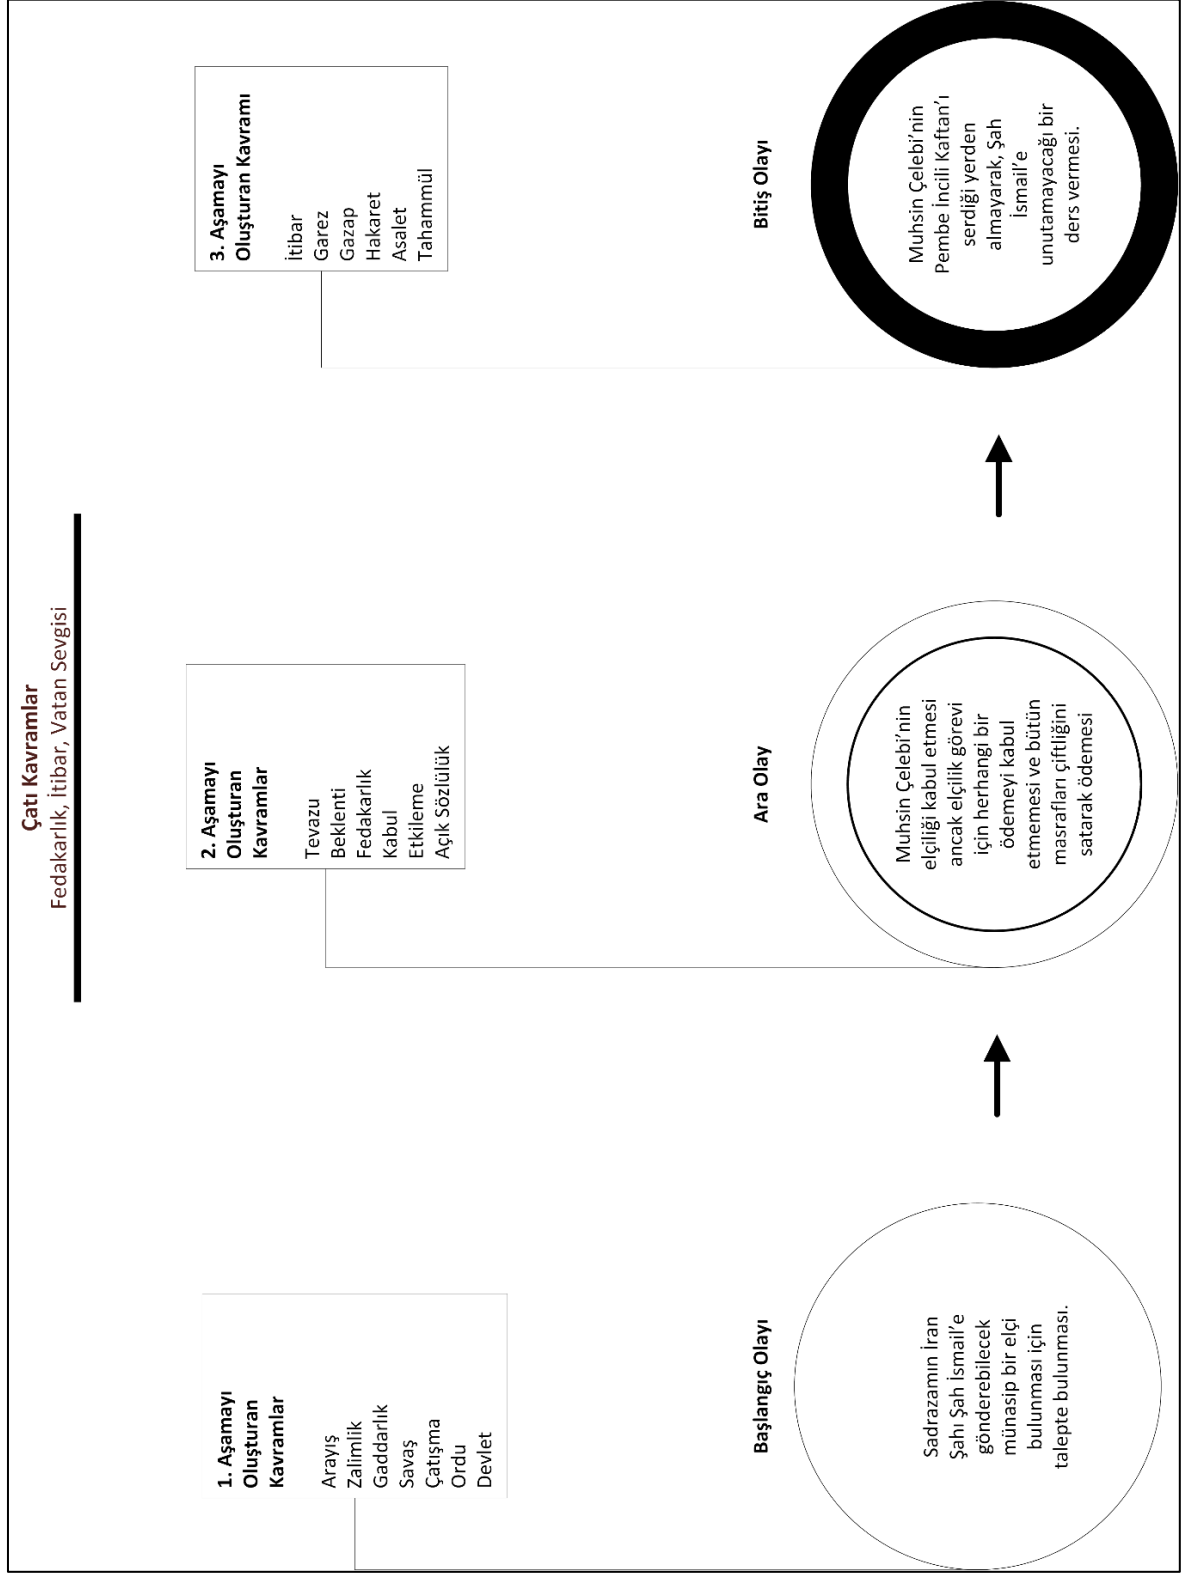 Çatı Kavramlar
Fedakarlık, İtibar, Vatan Sevgisi
1. Aşamayı
Oluşturan
Kavramlar
Arayış
Zalimlik
Gaddarlık
Savaş
Çatışma
Ordu
Devlet
2. Aşamayı
Oluşturan
Kavramlar
Tevazu
Beklenti
Fedakarlık
Kabul
Etkileme
Açık Sözlülük
3. Aşamayı
Oluşturan Kavramı
İtibar
Garez
Gazap
Hakaret
Asalet
Tahammül
Başlangıç Olayı
Sadrazamın İran
Şahı Şah İsmail’e
gönderebilecek
münasip bir elçi
bulunması için
talepte bulunması.
Ara Olay
Muhsin Çelebi’nin
elçiliği kabul etmesi
ancak elçilik görevi
için herhangi bir
ödemeyi kabul
etmemesi ve bütün
masrafları çiftliğini
satarak ödemesi
Bitiş Olayı
Muhsin Çelebi’nin
Pembe İncili Kaftan’ı
serdiği yerden
almayarak, Şah
İsmail’e
unutamayacağı bir
ders vermesi.